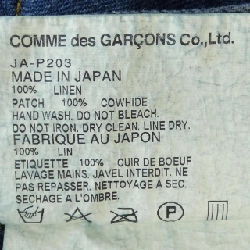 COMME des GARÇONS Co.,Ltd.
JA-P203
MADE IN JAPAN
100% LINEN
PATCH 100% COWHIDE
HAND WASH. DO NOT BLEACH.
DO NOT IRON. DRY CLEAN. LINE DRY.
FABRIQUE AU JAPON
100% LIN
ETIQUETTE 100% CUIR DE BOEUF
LAVAGE MAINS. JAVEL INTERDIT. NE
PAS REPASSER. NETTOYAGE A SEC.
SECHAGE A L'OMBRE.
P